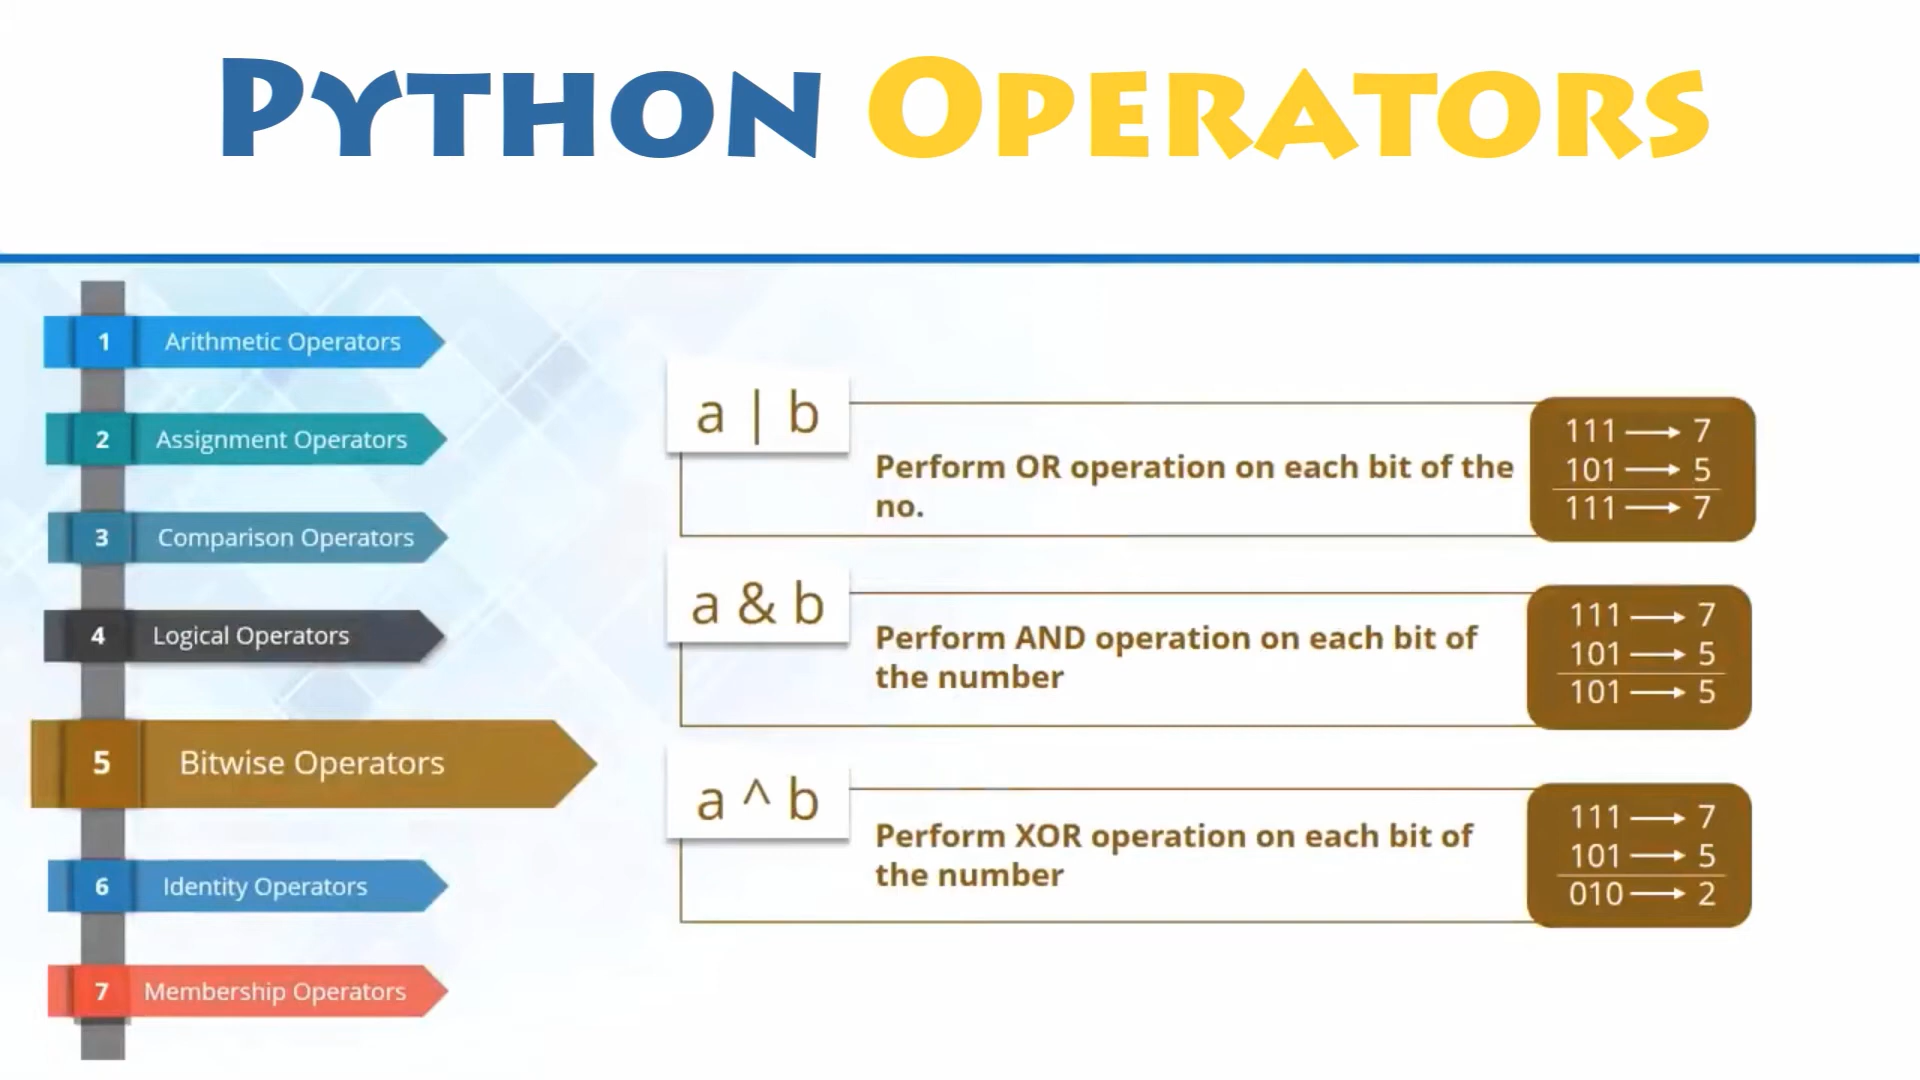 PYTHON OPERATORS
1 Arithmetic Operators
2 Assignment Operators
3 Comparison Operators
4 Logical Operators
5 Bitwise Operators
6 Identity Operators
7 Membership Operators
a | b
Perform OR operation on each bit of the
no.
111 → 7
101 → 5
111 → 7
a & b
Perform AND operation on each bit of
the number
111 → 7
101 → 5
101 → 5
a ^ b
Perform XOR operation on each bit of
the number
111 → 7
101 → 5
010 → 2